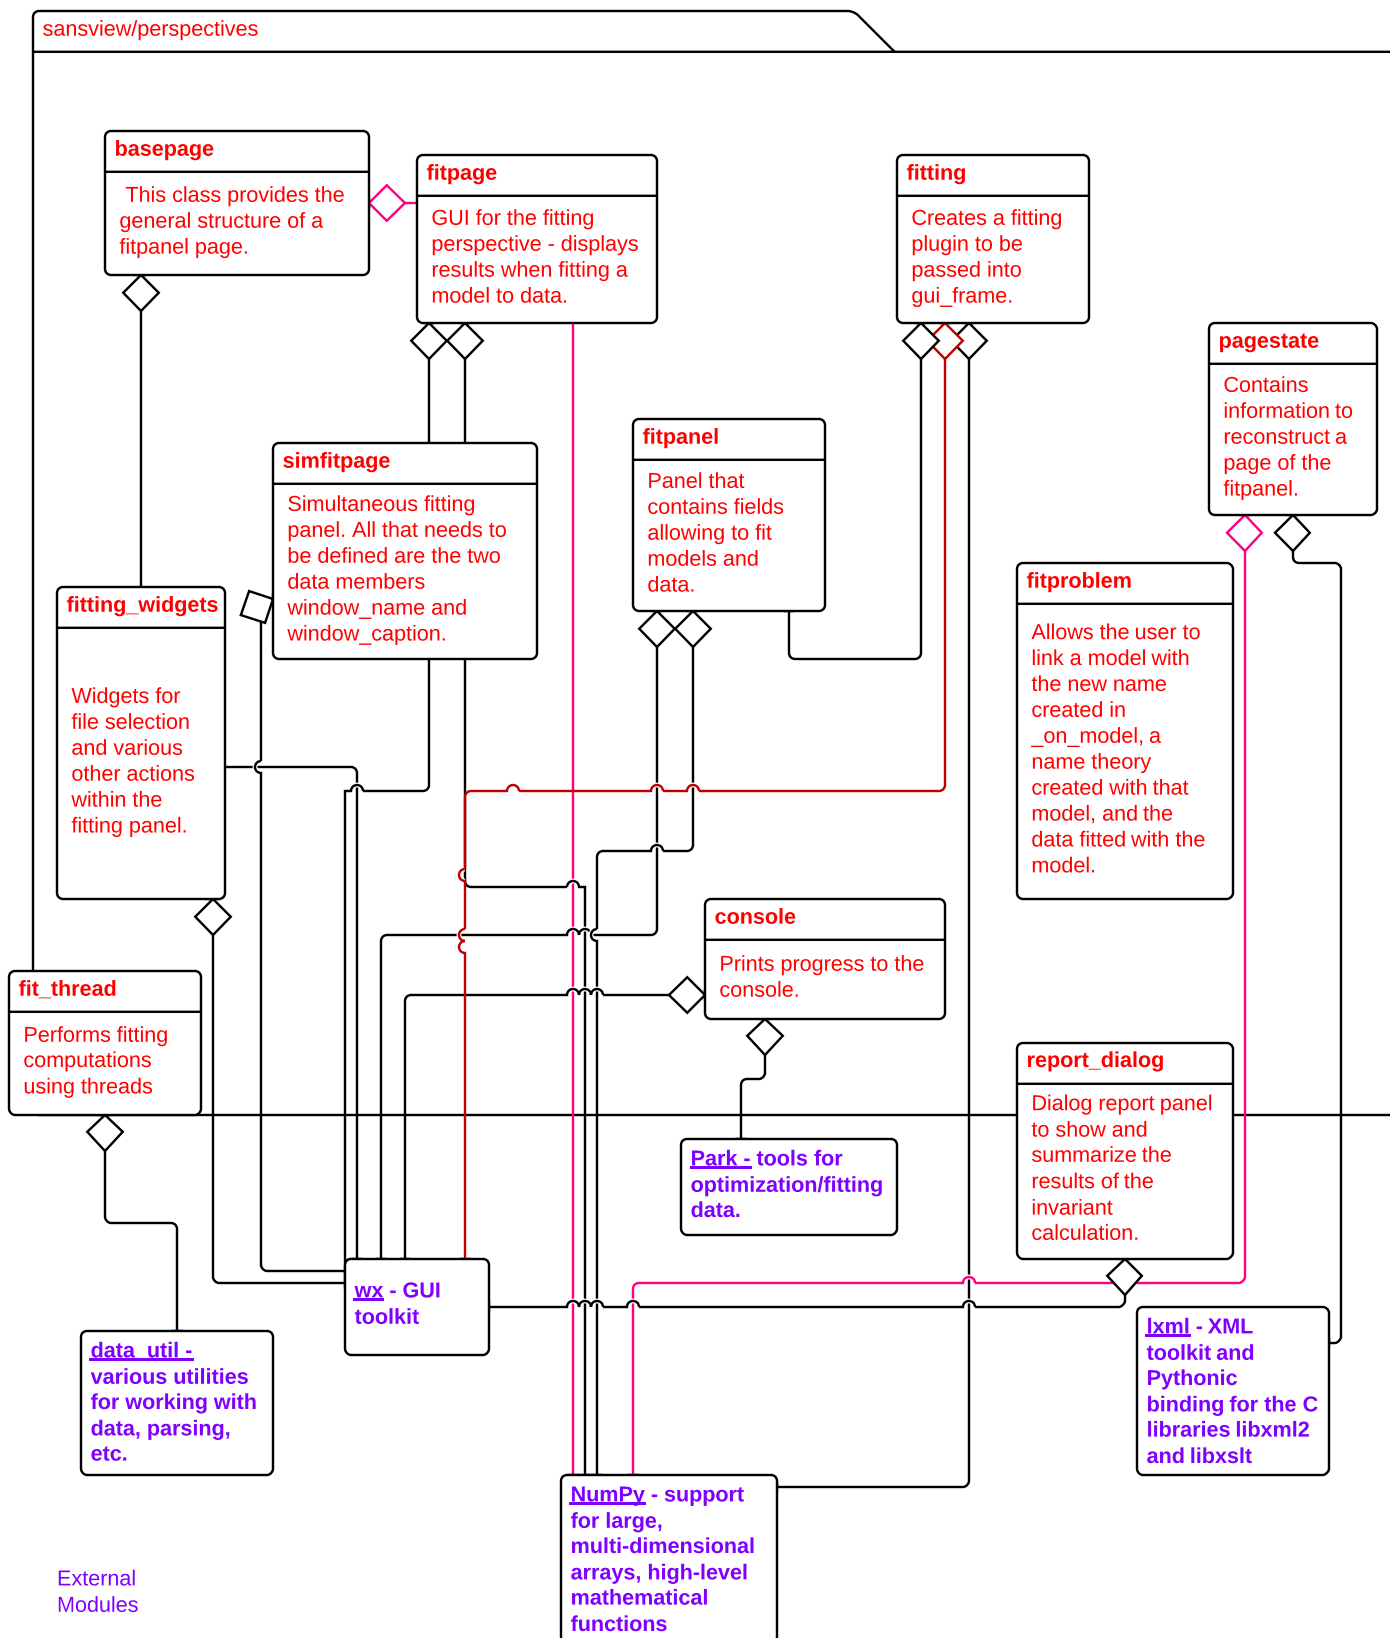 sansview/perspectives
basepage
This class provides the
general structure of a
fitpanel page.
fitpage
GUI for the fitting
perspective - displays
results when fitting a
model to data.
fitting
Creates a fitting
plugin to be
passed into
gui_frame.
pagestate
Contains
information to
reconstruct a
page of the
fitpanel.
simfitpage
Simultaneous fitting
panel. All that needs to
be defined are the two
data members
window_name and
window_caption.
fitpanel
Panel that
contains fields
allowing to fit
models and
data.
fitting_widgets
Widgets for
file selection
and various
other actions
within the
fitting panel.
fitproblem
Allows the user to
link a model with
the new name
created in
_on_model, a
name theory
created with that
model, and the
data fitted with the
model.
console
Prints progress to the
console.
fit_thread
Performs fitting
computations
using threads
report_dialog
Dialog report panel
to show and
summarize the
results of the
invariant
calculation.
Park - tools for
optimization/fitting
data.
wx - GUI
toolkit
data_util -
various utilities
for working with
data, parsing,
etc.
lxml - XML
toolkit and
Pythonic
binding for the C
libraries libxml2
and libxslt
NumPy - support
for large,
multi-dimensional
arrays, high-level
mathematical
functions
External
Modules